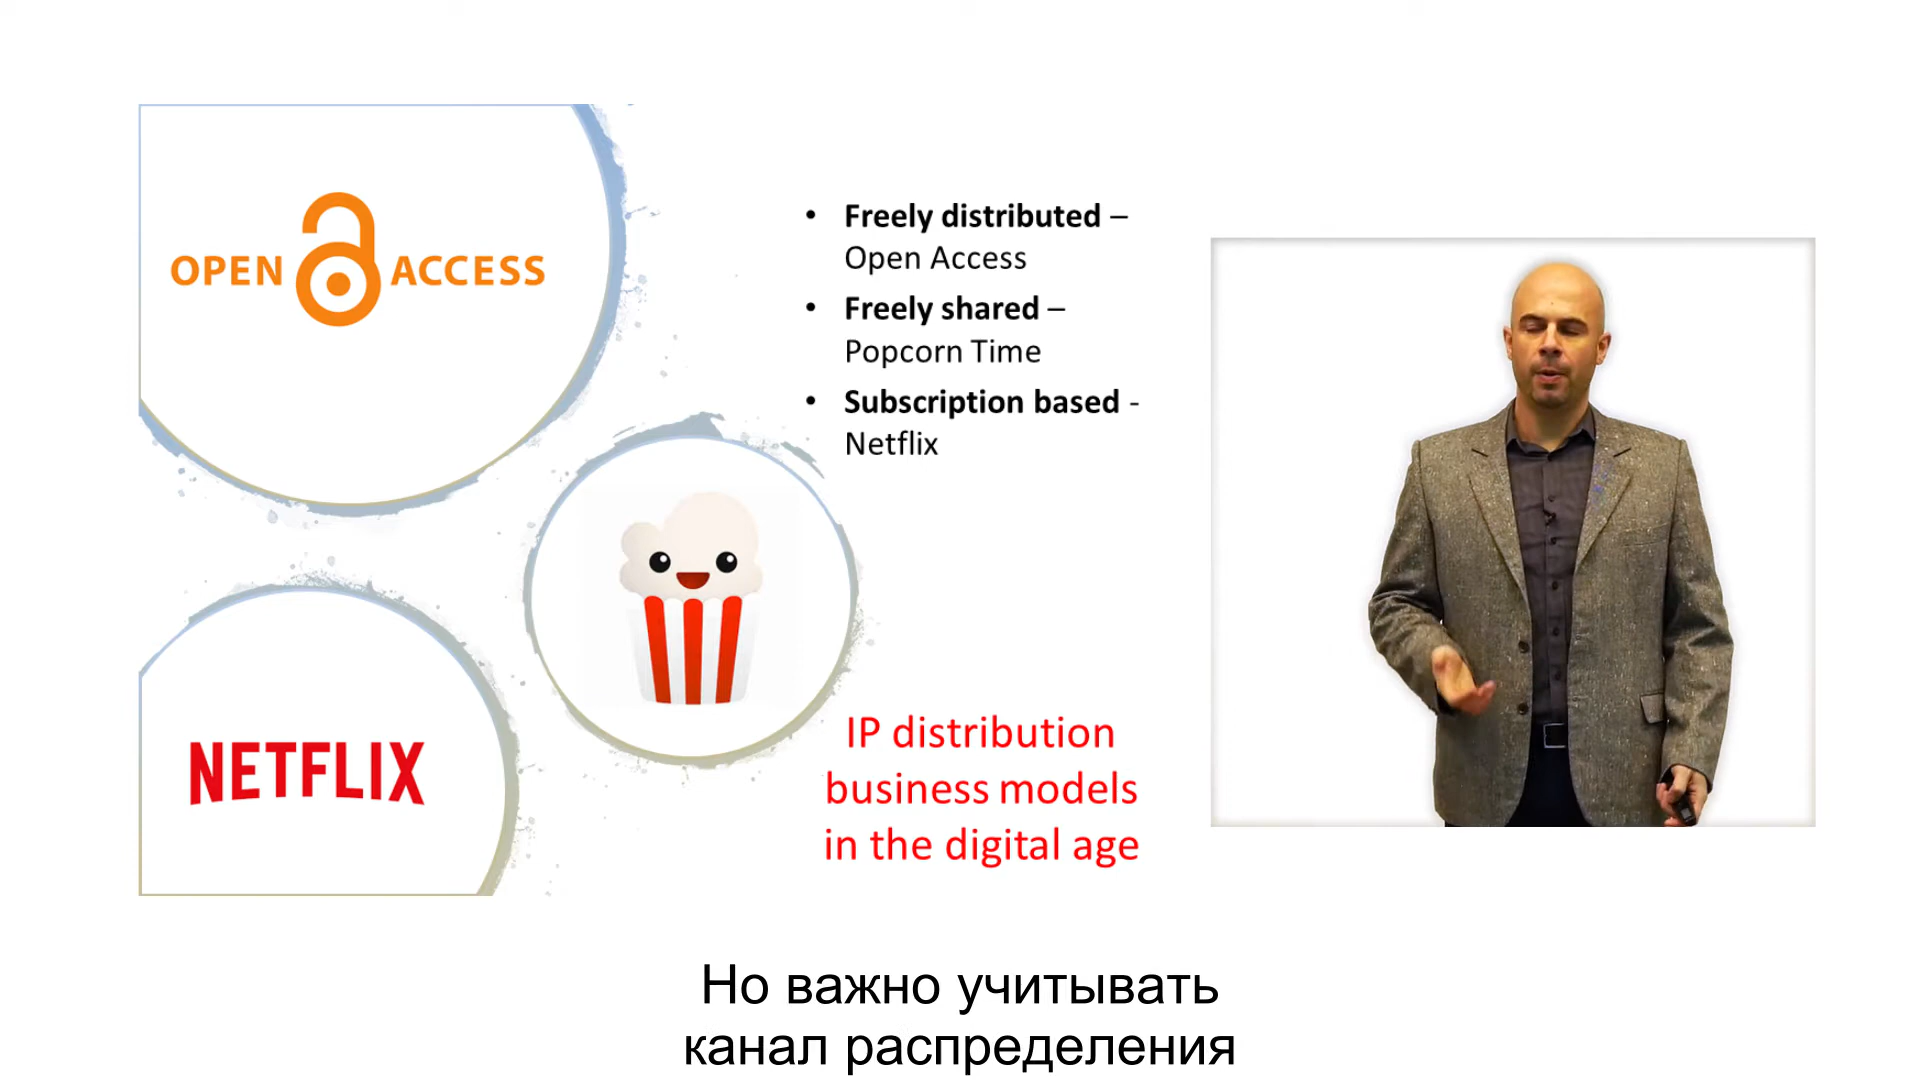 OPEN ACCESS
• Freely distributed –
Open Access
• Freely shared –
Popcorn Time
• Subscription based -
Netflix
NETFLIX
IP distribution
business models
in the digital age
Но важно учитывать
канал распределения